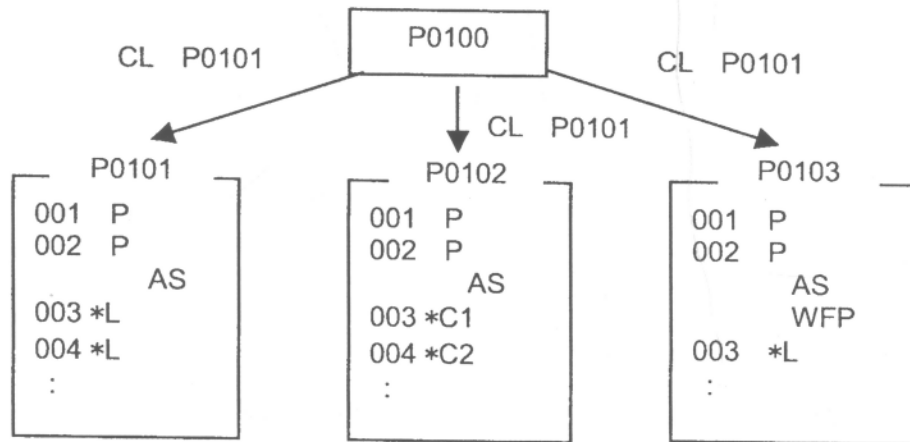 P0100
CL P0101
CL P0101
CL P0101
P0101
001 P
002 P
AS
003 *L
004 *L
:
P0102
001 P
002 P
AS
003 *C1
004 *C2
:
P0103
001 P
002 P
AS
WFP
003 *L
: